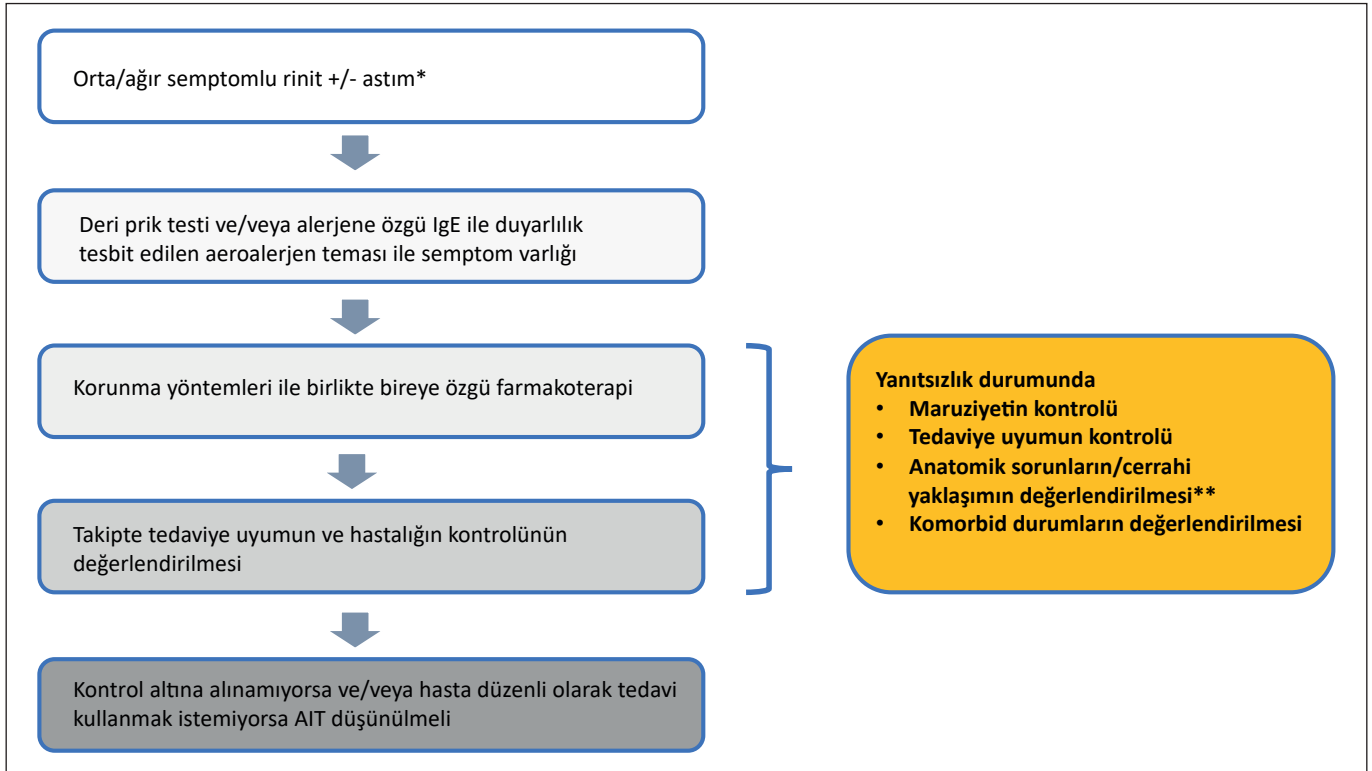 Orta/ağır semptomlu rinit +/- astım*
Deri prik testi ve/veya alerjene özgü IgE ile duyarlılık
tesbit edilen aeroalerjen teması ile semptom varlığı
Korunma yöntemleri ile birlikte bireye özgü farmakoterapi
Takipte tedaviye uyumun ve hastalığın kontrolünün
değerlendirilmesi
Kontrol altına alınamıyorsa ve/veya hasta düzenli olarak tedavi
kullanmak istemiyorsa AIT düşünülmeli
Yanıtsızlık durumunda
• Maruziyetin kontrolü
• Tedaviye uyumun kontrolü
• Anatomik sorunların/cerrahi
yaklaşımın değerlendirilmesi**
• Komorbid durumların değerlendirilmesi